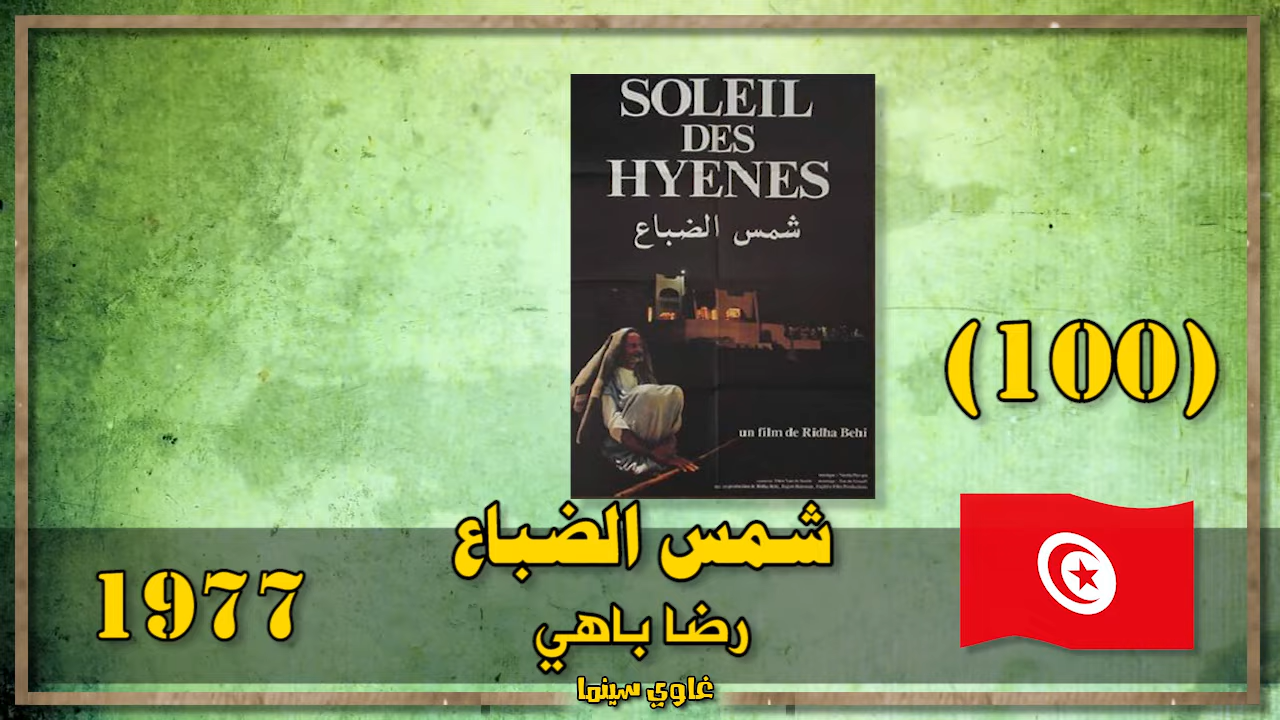 SOLEIL
DES
HYENES
شمس الضباع
un film de Ridha Behi
(100)
شمس الضباع
1977
رضا باهي
غاوي سينما